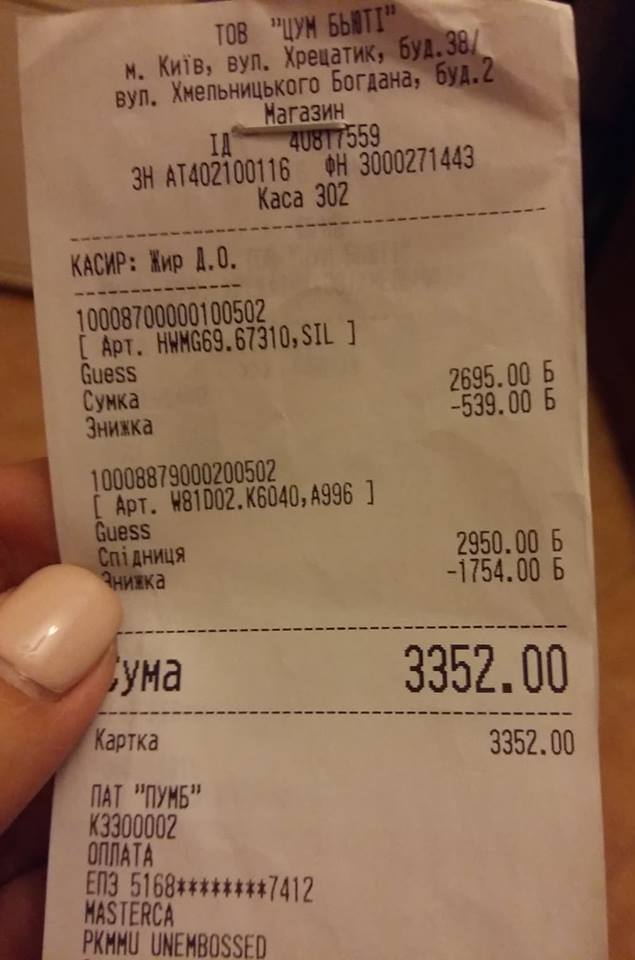 ТОВ "ЦУМ БЬЮТІ"
м. Київ, вул. Хрещатик, буд.38/
вул. Хмельницького Богдана, буд.2
Магазин
ІД 40817559
ЗН АТ402100116 ФН 3000271443
Каса 302
КАСИР: Жир Д.О.
10008700000100502
[ Арт. HWMG69.67310,SIL ]
Guess
Сумка 2695.00 Б
Знижка -539.00 Б
10008879000200502
[ Арт. W81D02.K6040,A996 ]
Guess
Спідниця 2950.00 Б
Знижка -1754.00 Б
Сума 3352.00
Картка 3352.00
ПАТ "ПУМБ"
K3300002
ОПЛАТА
ЕПЗ 5168********7412
MASTERCA
PKMMU UNEMBOSSED